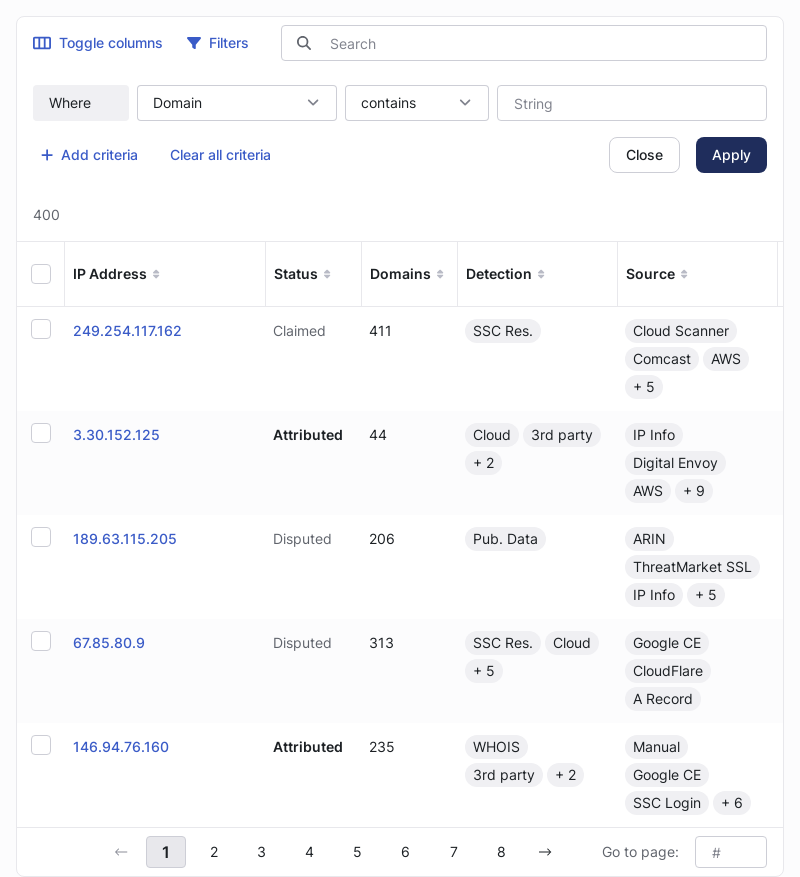 Toggle columns Filters Search
Where Domain contains String
+ Add criteria Clear all criteria Close Apply
400
IP Address Status Domains Detection Source
249.254.117.162 Claimed 411 SSC Res. Cloud Scanner
Comcast AWS
+ 5
3.30.152.125 Attributed 44 Cloud 3rd party IP Info
+ 2 Digital Envoy
AWS + 9
189.63.115.205 Disputed 206 Pub. Data ARIN
ThreatMarket SSL
IP Info + 5
67.85.80.9 Disputed 313 SSC Res. Cloud Google CE
+ 5 CloudFlare
A Record
146.94.76.160 Attributed 235 WHOIS Manual
3rd party + 2 Google CE
SSC Login + 6
← 1 2 3 4 5 6 7 8 → Go to page: #